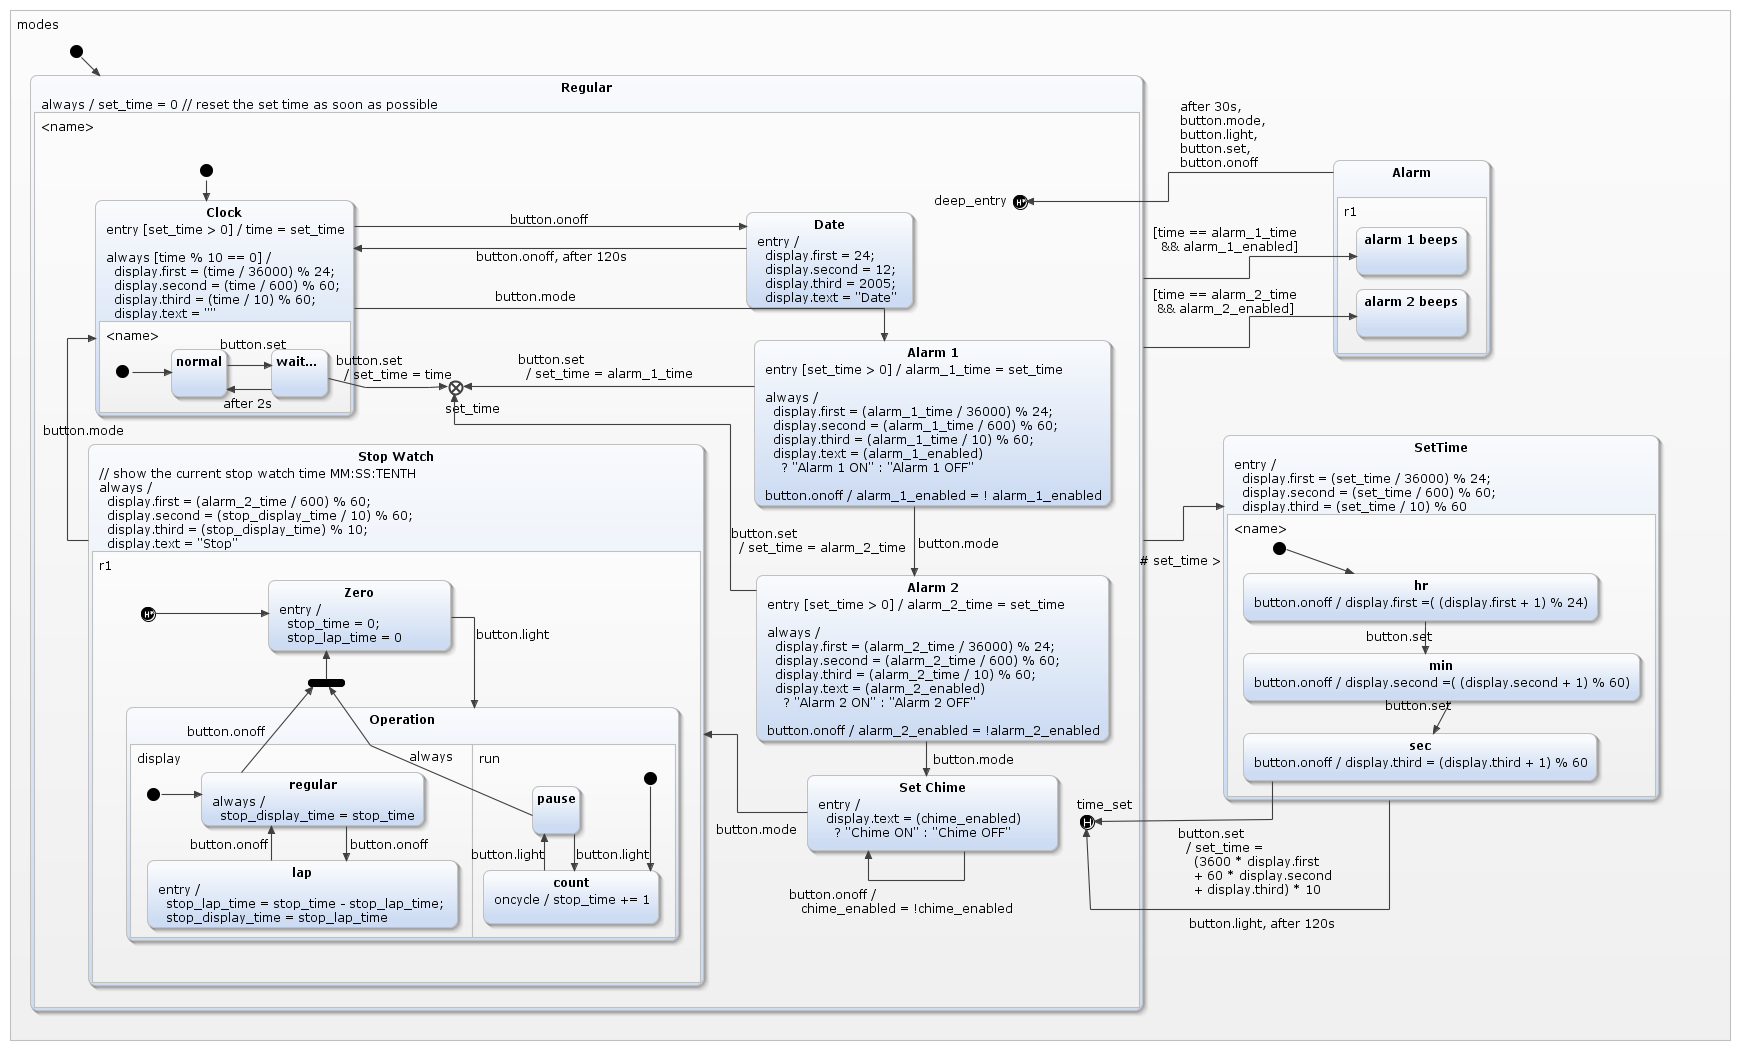 modes
Regular
always / set_time = 0 // reset the set time as soon as possible
<name>
Clock
entry [set_time > 0] / time = set_time
always [time % 10 == 0] /
display.first = (time / 36000) % 24;
display.second = (time / 600) % 60;
display.third = (time / 10) % 60;
display.text = ""
<name>
button.set
normal
wait...
after 2s
button.set
/ set_time = time
button.onoff
button.onoff, after 120s
button.mode
Date
entry /
display.first = 24;
display.second = 12;
display.third = 2005;
display.text = "Date"
deep_entry
H*
after 30s,
button.mode,
button.light,
button.set,
button.onoff
Alarm
r1
alarm 1 beeps
alarm 2 beeps
[time == alarm_1_time
&& alarm_1_enabled]
[time == alarm_2_time
&& alarm_2_enabled]
button.set
/ set_time = alarm_1_time
set_time
Alarm 1
entry [set_time > 0] / alarm_1_time = set_time
always /
display.first = (alarm_1_time / 36000) % 24;
display.second = (alarm_1_time / 600) % 60;
display.third = (alarm_1_time / 10) % 60;
display.text = (alarm_1_enabled)
? "Alarm 1 ON" : "Alarm 1 OFF"
button.onoff / alarm_1_enabled = ! alarm_1_enabled
button.mode
button.set
/ set_time = alarm_2_time
button.mode
Alarm 2
entry [set_time > 0] / alarm_2_time = set_time
always /
display.first = (alarm_2_time / 36000) % 24;
display.second = (alarm_2_time / 600) % 60;
display.third = (alarm_2_time / 10) % 60;
display.text = (alarm_2_enabled)
? "Alarm 2 ON" : "Alarm 2 OFF"
button.onoff / alarm_2_enabled = !alarm_2_enabled
button.mode
Set Chime
entry /
display.text = (chime_enabled)
? "Chime ON" : "Chime OFF"
button.onoff /
chime_enabled = !chime_enabled
button.mode
Stop Watch
// show the current stop watch time MM:SS:TENTH
always /
display.first = (alarm_2_time / 600) % 60;
display.second = (stop_display_time / 10) % 60;
display.third = (stop_display_time) % 10;
display.text = "Stop"
r1
H*
Zero
entry /
stop_time = 0;
stop_lap_time = 0
button.light
Operation
button.onoff
always
display
regular
always /
stop_display_time = stop_time
button.onoff
button.onoff
lap
entry /
stop_lap_time = stop_time - stop_lap_time;
stop_display_time = stop_lap_time
run
pause
button.light
button.light
count
oncycle / stop_time += 1
# set_time >
SetTime
entry /
display.first = (set_time / 36000) % 24;
display.second = (set_time / 600) % 60;
display.third = (set_time / 10) % 60
<name>
hr
button.onoff / display.first =( (display.first + 1) % 24)
button.set
min
button.onoff / display.second =( (display.second + 1) % 60)
button.set
sec
button.onoff / display.third = (display.third + 1) % 60
time_set
H
button.set
/ set_time =
(3600 * display.first
+ 60 * display.second
+ display.third) * 10
button.light, after 120s